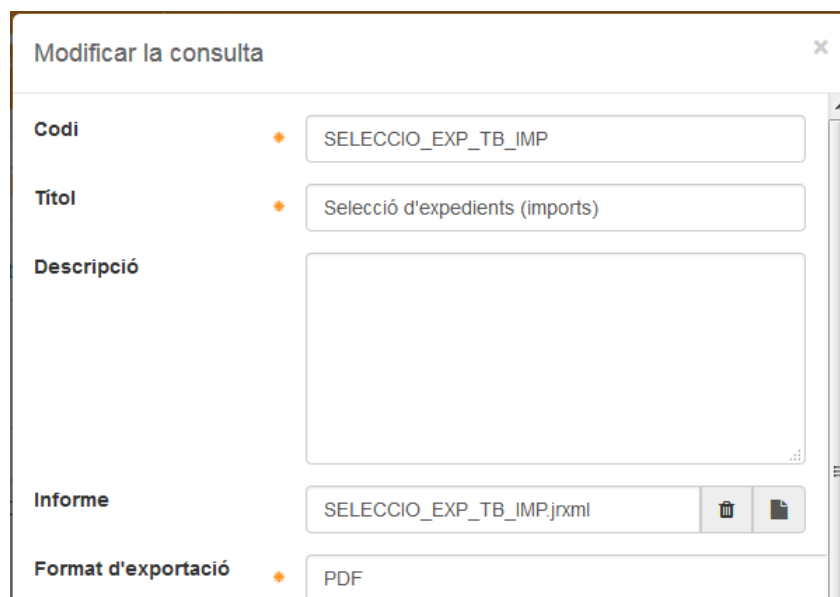 Modificar la consulta ×
Codi * SELECCIO_EXP_TB_IMP
Títol * Selecció d'expedients (imports)
Descripció
Informe SELECCIO_EXP_TB_IMP.jrxml
Format d'exportació * PDF